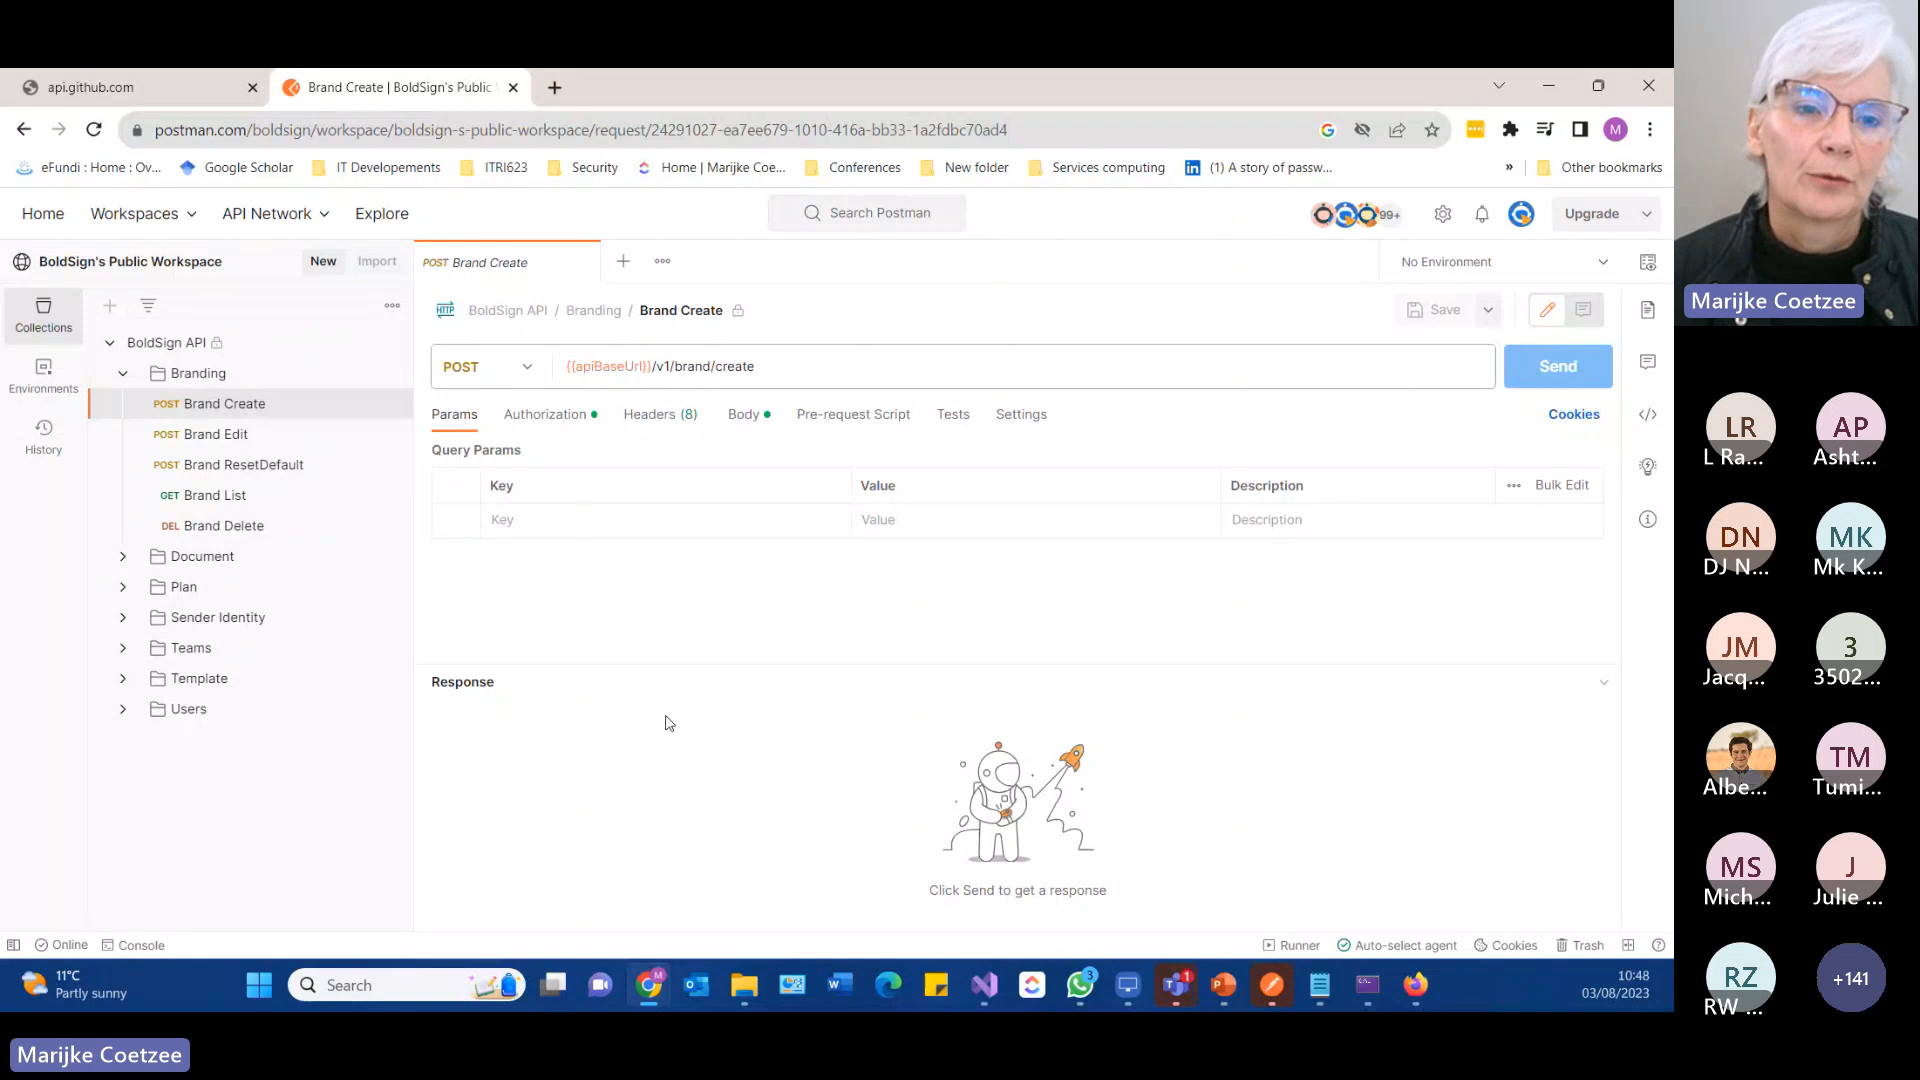 api.github.com
Brand Create | BoldSign's Public
postman.com/boldsign/workspace/boldsign-s-public-workspace/request/24291027-ea7ee679-1010-416a-bb33-1a2fdbc70ad4
M
eFundi : Home : Ov...
Google Scholar
IT Developements
ITRI623
Security
Home | Marijke Coe...
Conferences
New folder
Services computing
(1) A story of passw...
»
Other bookmarks
Home
Workspaces
API Network
Explore
Search Postman
99+
Upgrade
BoldSign's Public Workspace
New
Import
POST Brand Create
No Environment
Collections
Environments
History
BoldSign API
Branding
POST Brand Create
POST Brand Edit
POST Brand ResetDefault
GET Brand List
DEL Brand Delete
Document
Plan
Sender Identity
Teams
Template
Users
HTTP
BoldSign API / Branding / Brand Create
Save
POST
{{apiBaseUrl}}/v1/brand/create
Send
Params
Authorization
Headers (8)
Body
Pre-request Script
Tests
Settings
Cookies
Query Params
Key Value Description
Bulk Edit
Key Value Description
Response
Click Send to get a response
Online
Console
Runner
Auto-select agent
Cookies
Trash
11°C
Partly sunny
Search
3
1
10:48
03/08/2023
Marijke Coetzee
Marijke Coetzee
LR
L Ra...
AP
Asht...
DN
DJ N...
MK
Mk K...
JM
Jacq...
3
3502...
Albe...
TM
Tumi...
MS
Mich...
J
Julie ...
RZ
RW ...
+141